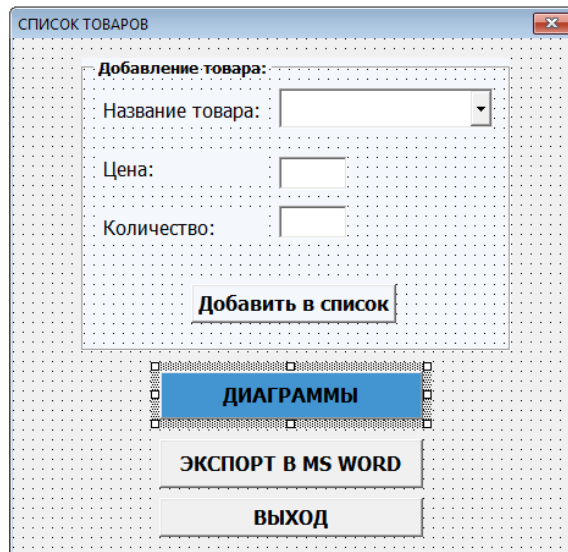 СПИСОК ТОВАРОВ
Добавление товара:
Название товара:
Цена:
Количество:
Добавить в список
ДИАГРАММЫ
ЭКСПОРТ В MS WORD
ВЫХОД